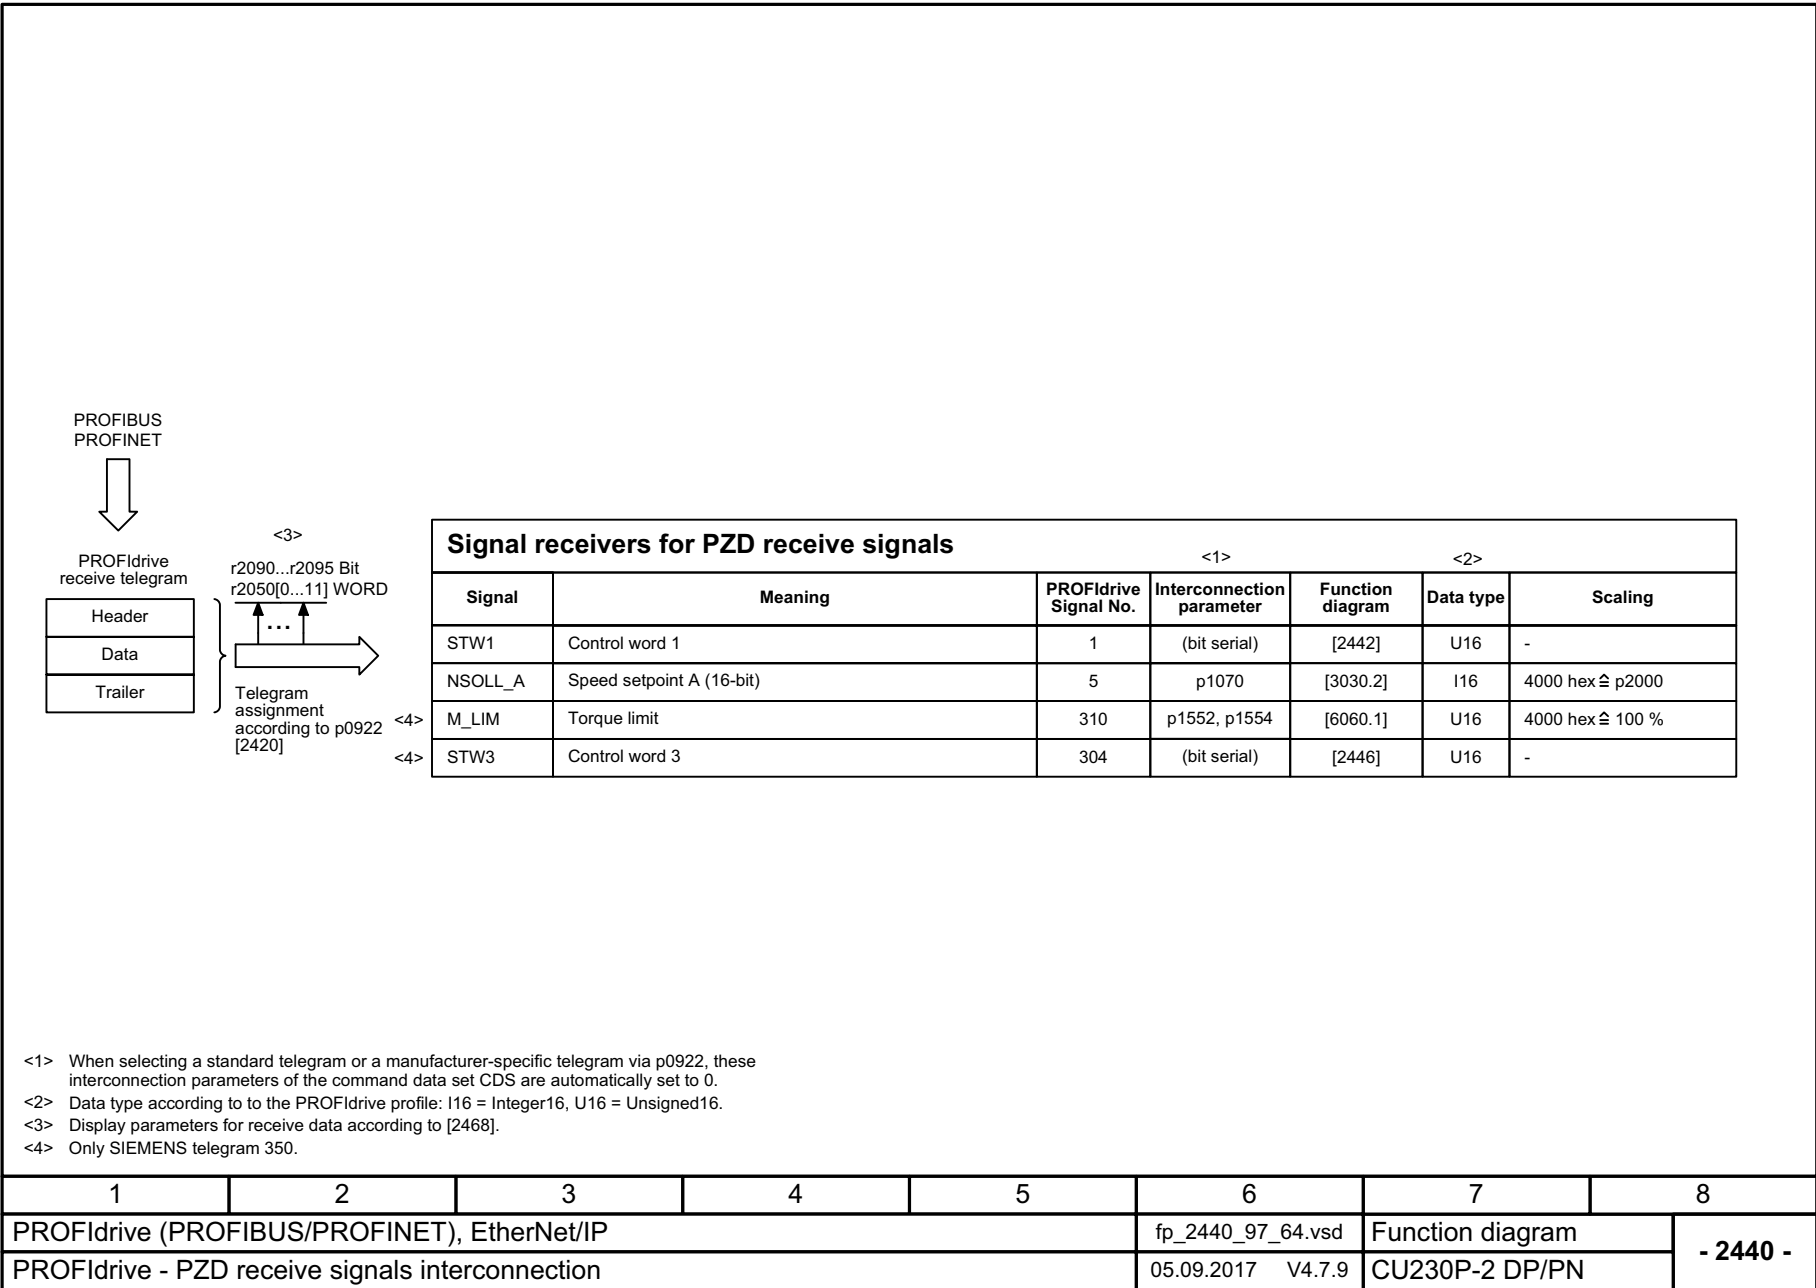 PROFIBUS
PROFINET
PROFIdrive
receive telegram
Header
Data
Trailer
<3>
r2090...r2095 Bit
r2050[0...11] WORD
...
Telegram
assignment
according to p0922
[2420]
Signal receivers for PZD receive signals <1> <2>
Signal Meaning PROFIdrive Signal No. Interconnection parameter Function diagram Data type Scaling
STW1 Control word 1 1 (bit serial) [2442] U16 -
NSOLL_A Speed setpoint A (16-bit) 5 p1070 [3030.2] I16 4000 hex ≙ p2000
<4> M_LIM Torque limit 310 p1552, p1554 [6060.1] U16 4000 hex ≙ 100 %
<4> STW3 Control word 3 304 (bit serial) [2446] U16 -
<1> When selecting a standard telegram or a manufacturer-specific telegram via p0922, these
interconnection parameters of the command data set CDS are automatically set to 0.
<2> Data type according to to the PROFIdrive profile: I16 = Integer16, U16 = Unsigned16.
<3> Display parameters for receive data according to [2468].
<4> Only SIEMENS telegram 350.
1 2 3 4 5 6 7 8
PROFIdrive (PROFIBUS/PROFINET), EtherNet/IP fp_2440_97_64.vsd Function diagram
- 2440 -
PROFIdrive - PZD receive signals interconnection 05.09.2017 V4.7.9 CU230P-2 DP/PN